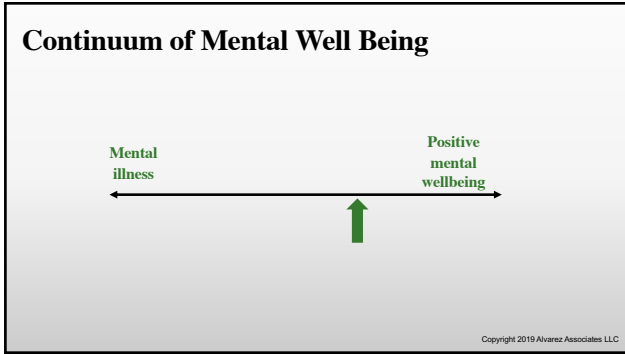 Continuum of Mental Well Being
Mental
illness
Positive
mental
wellbeing
Copyright 2019 Alvarez Associates LLC